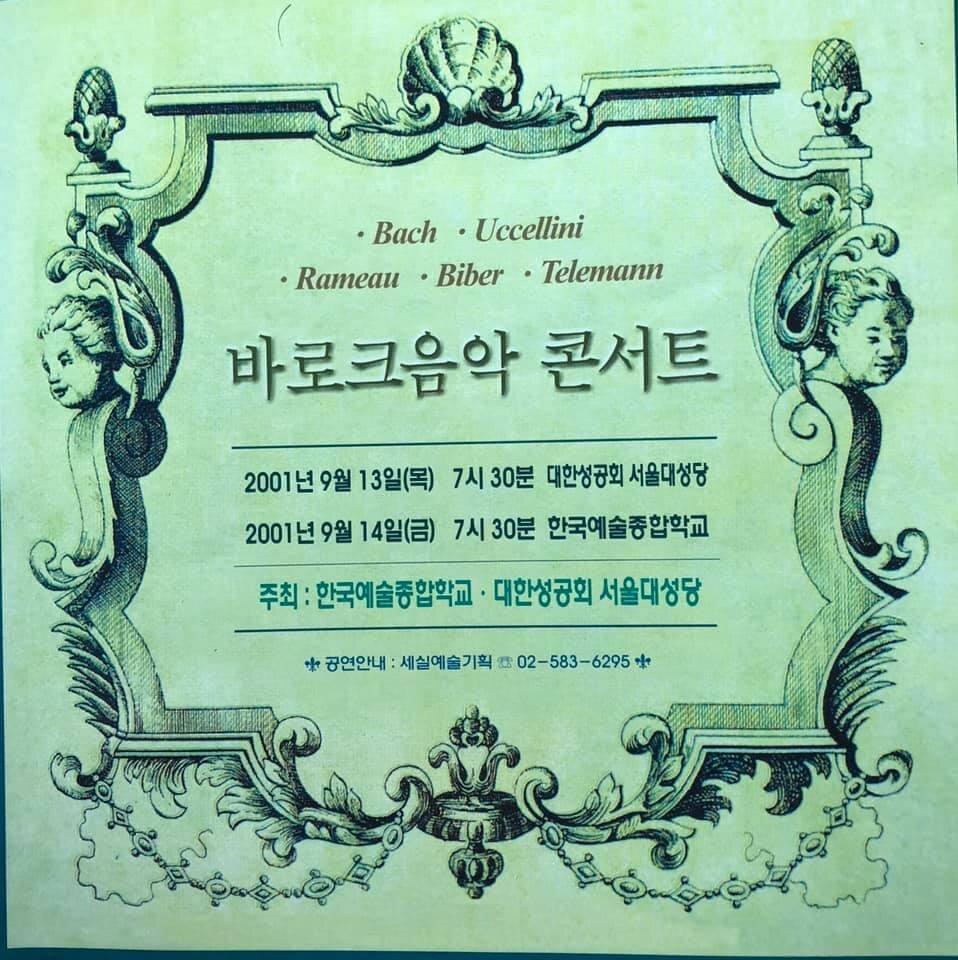 · Bach · Uccellini
· Rameau · Biber · Telemann
바로크음악 콘서트
2001년 9월 13일(목) 7시 30분 대한성공회 서울대성당
2001년 9월 14일(금) 7시 30분 한국예술종합학교
주최 : 한국예술종합학교 · 대한성공회 서울대성당
⚜ 공연안내 : 세실예술기획 ☏ 02-583-6295 ⚜